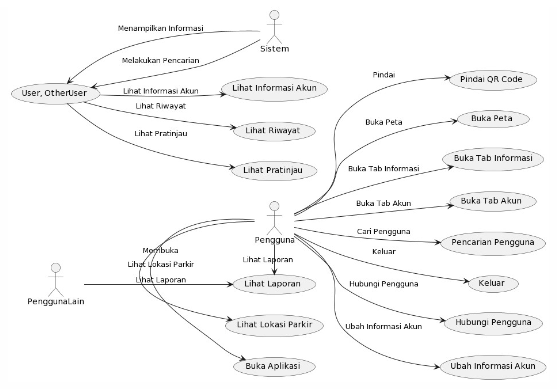 Menampilkan Informasi
Sistem
Melakukan Pencarian
Pindai
Pindai QR Code
User, OtherUser
Lihat Informasi Akun
Lihat Informasi Akun
Lihat Riwayat
Buka Peta
Buka Peta
Lihat Riwayat
Lihat Pratinjau
Buka Tab Informasi
Buka Tab Informasi
Lihat Pratinjau
Buka Tab Akun
Buka Tab Akun
Pengguna
Cari Pengguna
Pencarian Pengguna
Membuka
Keluar
Lihat Laporan
Lihat Lokasi Parkir
Lihat Laporan
Keluar
Lihat Laporan
Hubungi Pengguna
PenggunaLain
Lihat Lokasi Parkir
Hubungi Pengguna
Ubah Informasi Akun
Buka Aplikasi
Ubah Informasi Akun